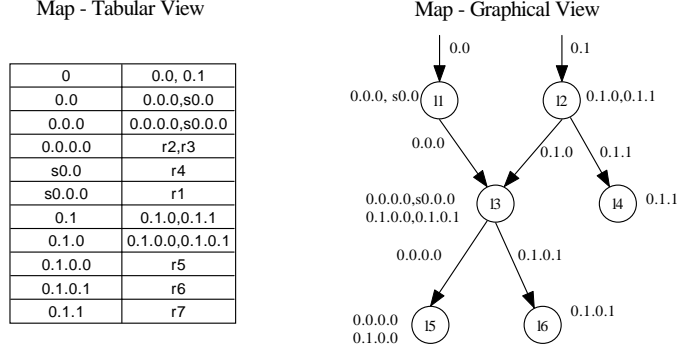 Map - Tabular View
0 0.0, 0.1
0.0 0.0.0,s0.0
0.0.0 0.0.0.0,s0.0.0
0.0.0.0 r2,r3
s0.0 r4
s0.0.0 r1
0.1 0.1.0,0.1.1
0.1.0 0.1.0.0,0.1.0.1
0.1.0.0 r5
0.1.0.1 r6
0.1.1 r7
Map - Graphical View
0.0 0.1
0.0.0, s0.0 l1 l2 0.1.0,0.1.1
0.0.0 0.1.0 0.1.1
0.0.0.0,s0.0.0
0.1.0.0,0.1.0.1 l3 l4 0.1.1
0.0.0.0 0.1.0.1
0.0.0.0
0.1.0.0 l5 l6 0.1.0.1